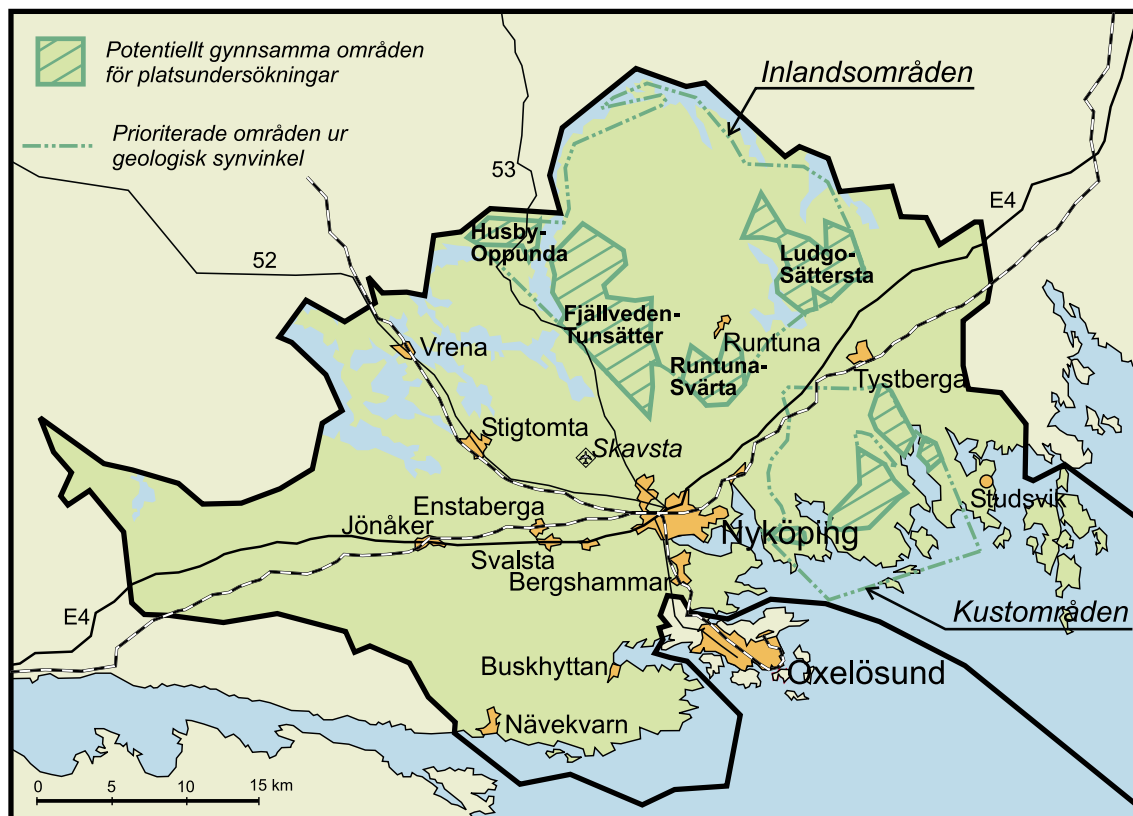 Potentiellt gynnsamma områden
för platsundersökningar
Prioriterade områden ur
geologisk synvinkel
Inlandsområden
53
E4
52
Husby-
Oppunda
Ludgo-
Sättersta
Fjällveden-
Tunsätter
Runtuna
Vrena
Runtuna-
Svärta
Tystberga
Stigtomta
Skavsta
Studsvik
Enstaberga
Jönåker
Nyköping
Svalsta
Bergshammar
E4
Kustområden
Buskhyttan
Oxelösund
Nävekvarn
0 5 10 15 km